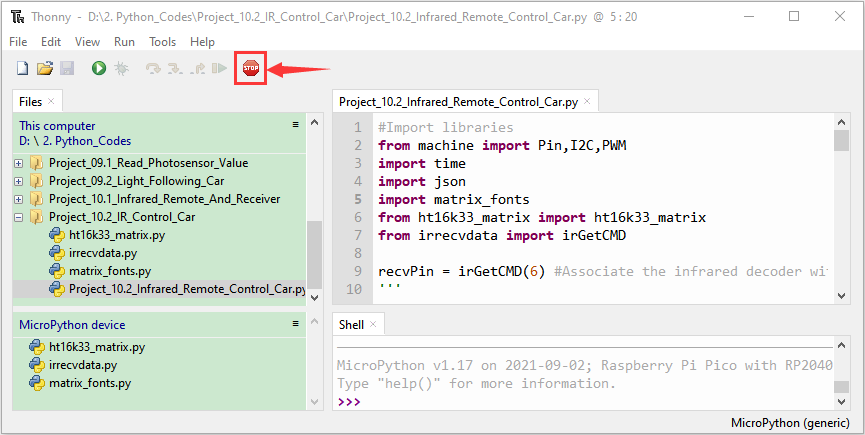 Thonny - D:\2. Python_Codes\Project_10.2_IR_Control_Car\Project_10.2_Infrared_Remote_Control_Car.py @ 5 : 20
File Edit View Run Tools Help
STOP
Files
This computer
D: \ 2. Python_Codes
Project_09.1_Read_Photosensor_Value
Project_09.2_Light_Following_Car
Project_10.1_Infrared_Remote_And_Receiver
Project_10.2_IR_Control_Car
ht16k33_matrix.py
irrecvdata.py
matrix_fonts.py
Project_10.2_Infrared_Remote_Control_Car.py
MicroPython device
ht16k33_matrix.py
irrecvdata.py
matrix_fonts.py
Project_10.2_Infrared_Remote_Control_Car.py
1 #Import libraries
2 from machine import Pin,I2C,PWM
3 import time
4 import json
5 import matrix_fonts
6 from ht16k33_matrix import ht16k33_matrix
7 from irrecvdata import irGetCMD
8
9 recvPin = irGetCMD(6) #Associate the infrared decoder wi
10 '''
Shell
MicroPython v1.17 on 2021-09-02; Raspberry Pi Pico with RP2040
Type "help()" for more information.
>>>
MicroPython (generic)